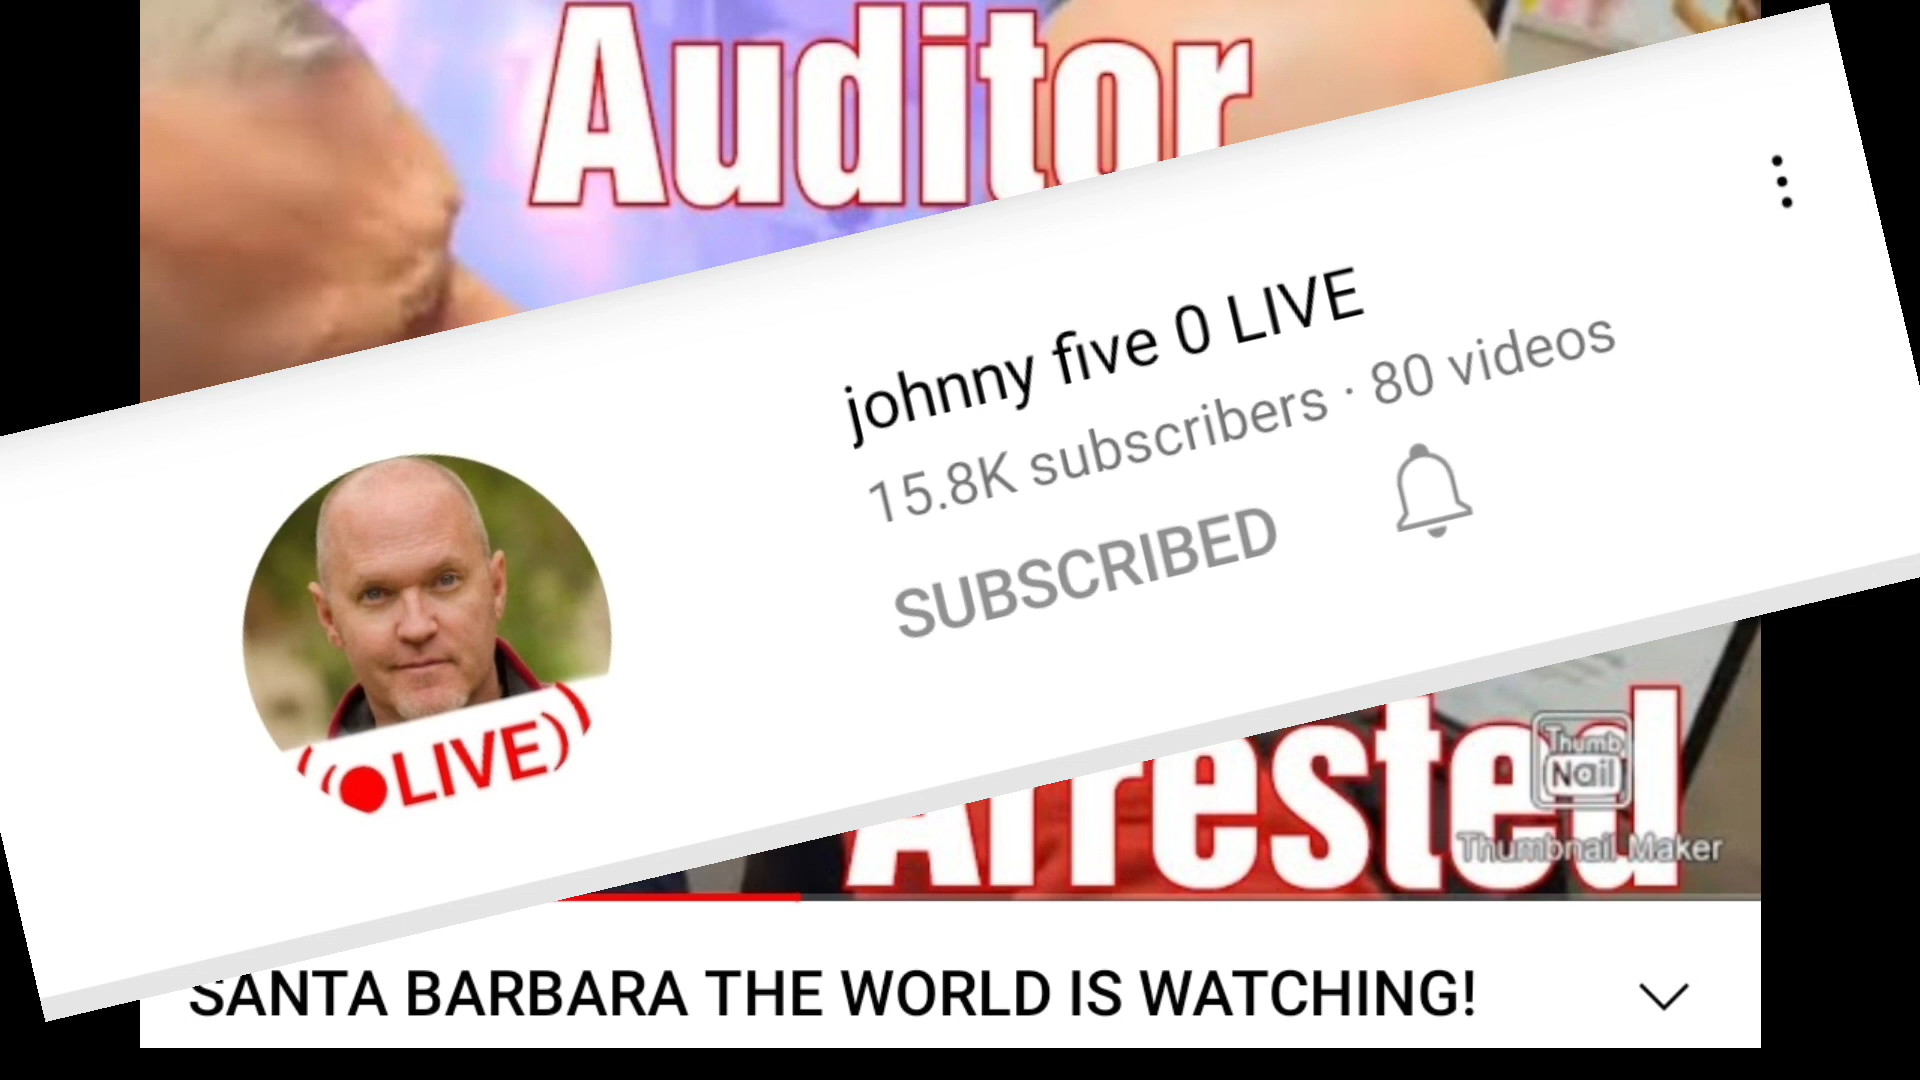 Auditor
johnny five 0 LIVE
15.8K subscribers · 80 videos
SUBSCRIBED
((●LIVE))
Arrested
Thumb
Nail
Thumbnail Maker
SANTA BARBARA THE WORLD IS WATCHING!